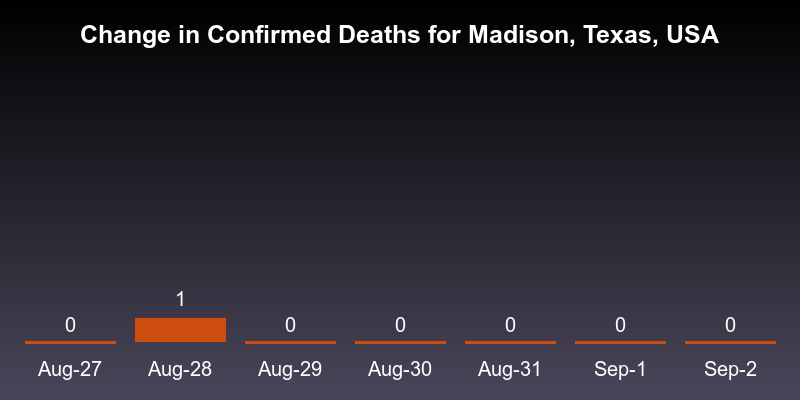 Change in Confirmed Deaths for Madison, Texas, USA
0 1 0 0 0 0 0
Aug-27 Aug-28 Aug-29 Aug-30 Aug-31 Sep-1 Sep-2